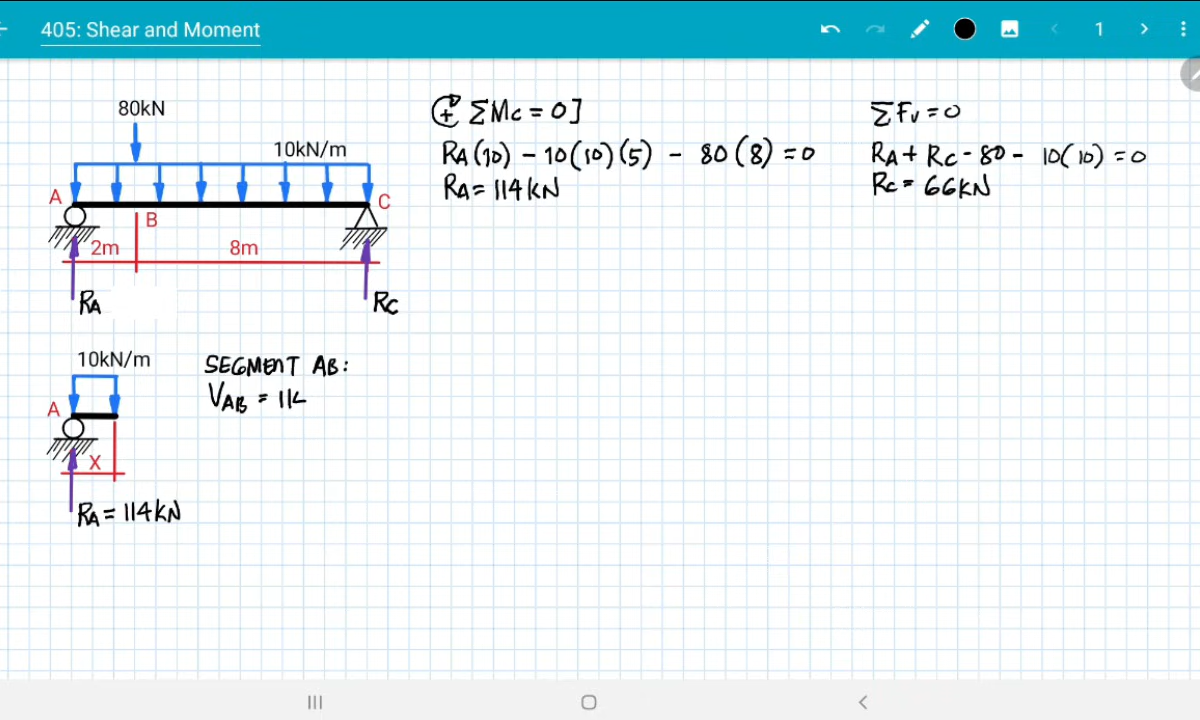 405: Shear and Moment
1
80kN
10kN/m
A
B
C
2m
8m
RA
RC
+ ΣMc = 0]
RA(10) - 10(10)(5) - 80(8) = 0
RA = 114kN
ΣFv = 0
RA + RC - 80 - 10(10) = 0
RC = 66KN
10kN/m
A
X
RA = 114kN
SEGMENT AB:
VAB = 11